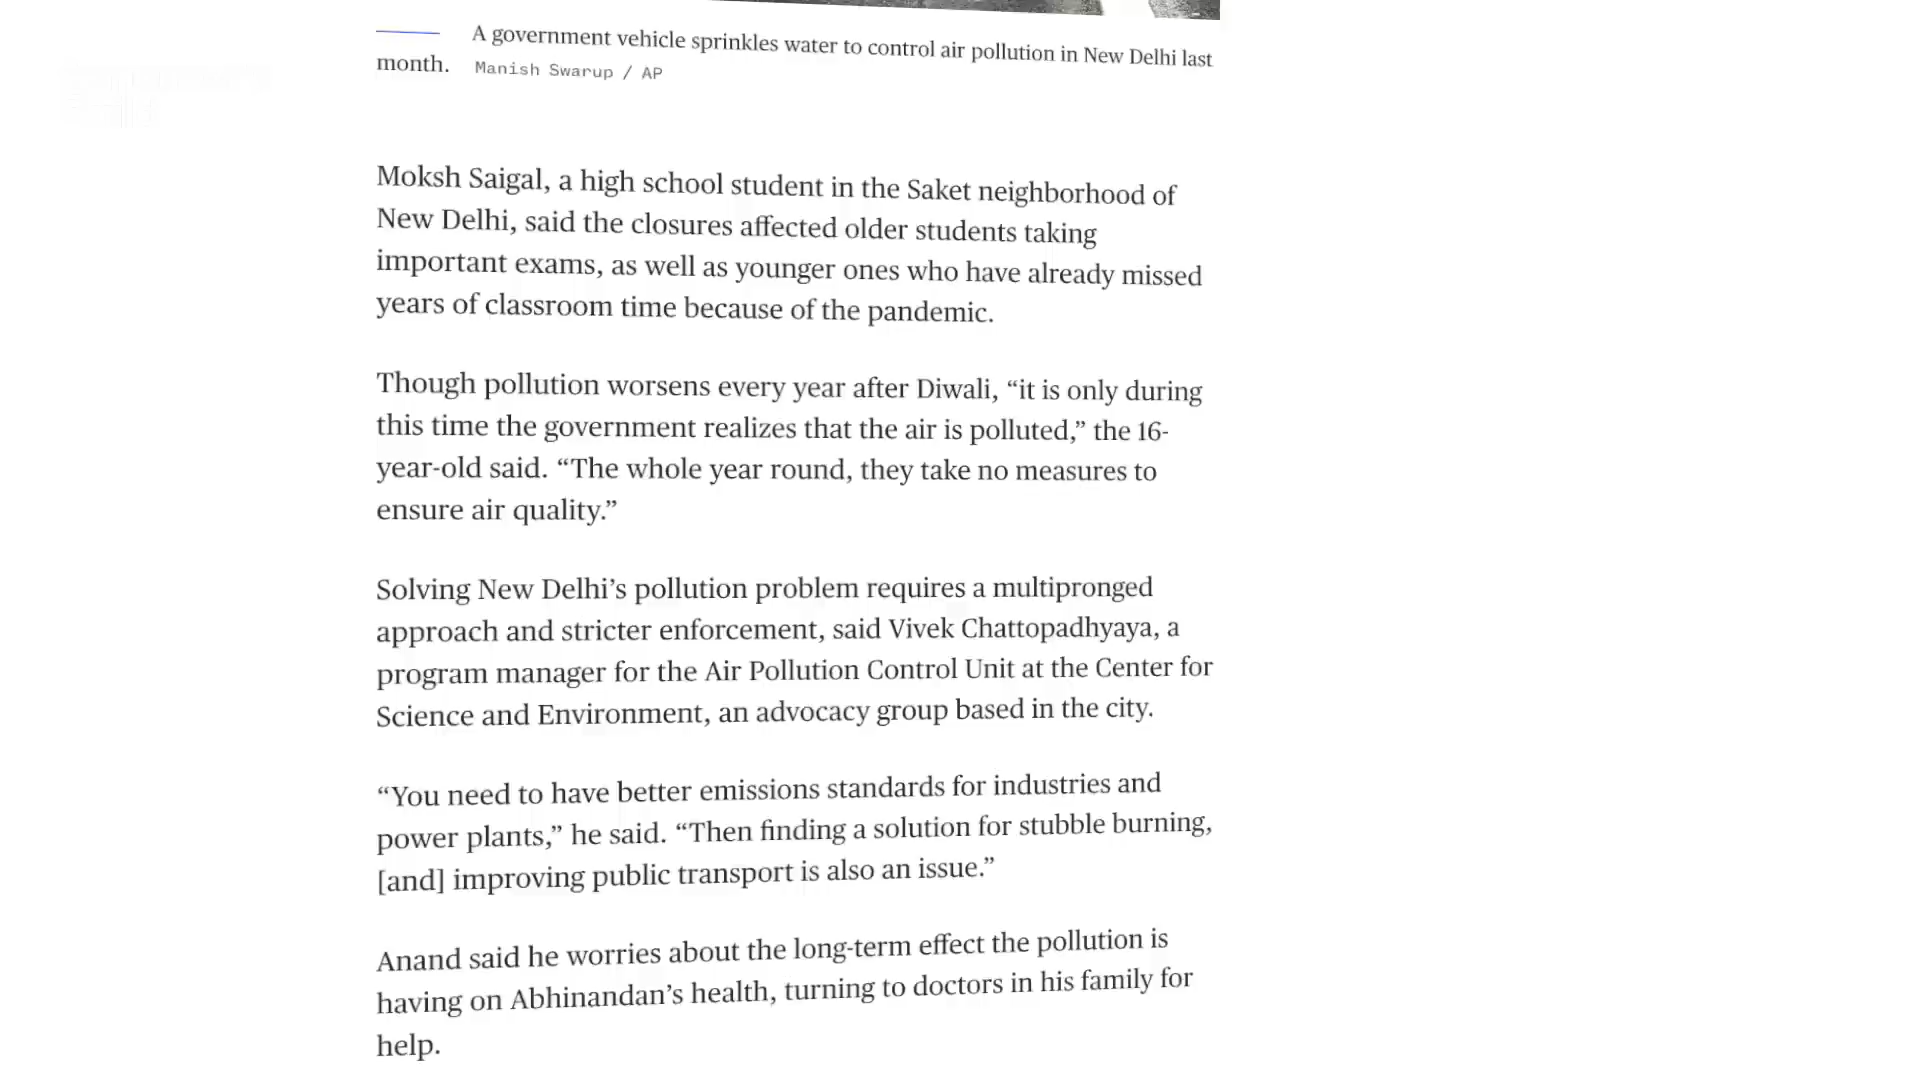 A government vehicle sprinkles water to control air pollution in New Delhi last
month. Manish Swarup / AP
Moksh Saigal, a high school student in the Saket neighborhood of
New Delhi, said the closures affected older students taking
important exams, as well as younger ones who have already missed
years of classroom time because of the pandemic.
Though pollution worsens every year after Diwali, “it is only during
this time the government realizes that the air is polluted,” the 16-
year-old said. “The whole year round, they take no measures to
ensure air quality.”
Solving New Delhi’s pollution problem requires a multipronged
approach and stricter enforcement, said Vivek Chattopadhyaya, a
program manager for the Air Pollution Control Unit at the Center for
Science and Environment, an advocacy group based in the city.
“You need to have better emissions standards for industries and
power plants,” he said. “Then finding a solution for stubble burning,
[and] improving public transport is also an issue.”
Anand said he worries about the long-term effect the pollution is
having on Abhinandan’s health, turning to doctors in his family for
help.